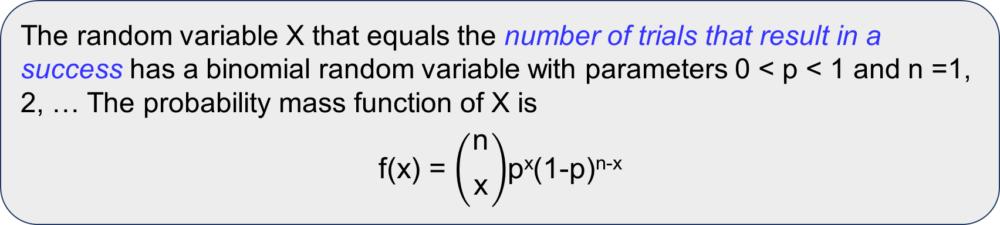 The random variable X that equals the number of trials that result in a
success has a binomial random variable with parameters 0 < p < 1 and n =1,
2, … The probability mass function of X is
f(x) = (n x)pˣ(1-p)ⁿ⁻ˣ